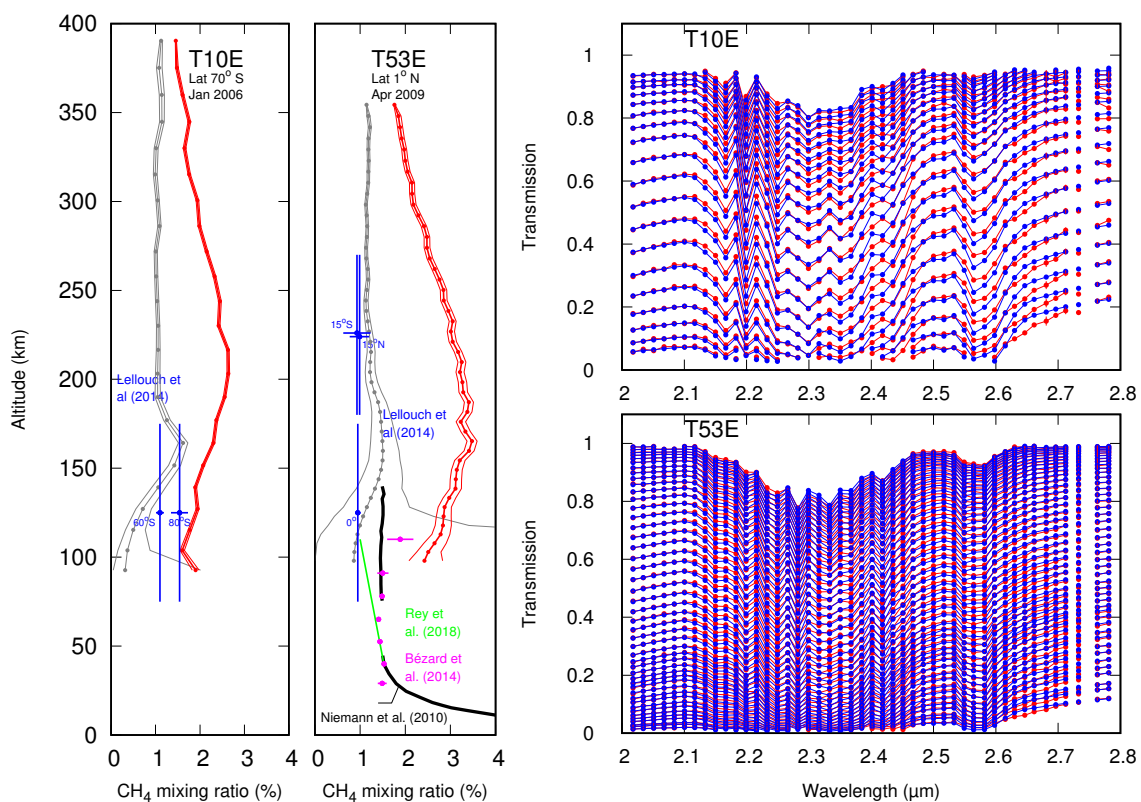 400
350
300
250
200
150
100
50
0
Altitude (km)
T10E
Lat 70° S
Jan 2006
Lellouch et
al (2014)
60°S
80°S
0 1 2 3 4
CH4 mixing ratio (%)
T53E
Lat 1° N
Apr 2009
15°S
15°N
Lellouch et
al (2014)
0°
Rey et
al. (2018)
Bézard et
al. (2014)
Niemann et al. (2010)
0 1 2 3 4
CH4 mixing ratio (%)
T10E
1
0.8
0.6
0.4
0.2
0
Transmission
2 2.1 2.2 2.3 2.4 2.5 2.6 2.7 2.8
T53E
1
0.8
0.6
0.4
0.2
0
Transmission
2 2.1 2.2 2.3 2.4 2.5 2.6 2.7 2.8
Wavelength (µm)